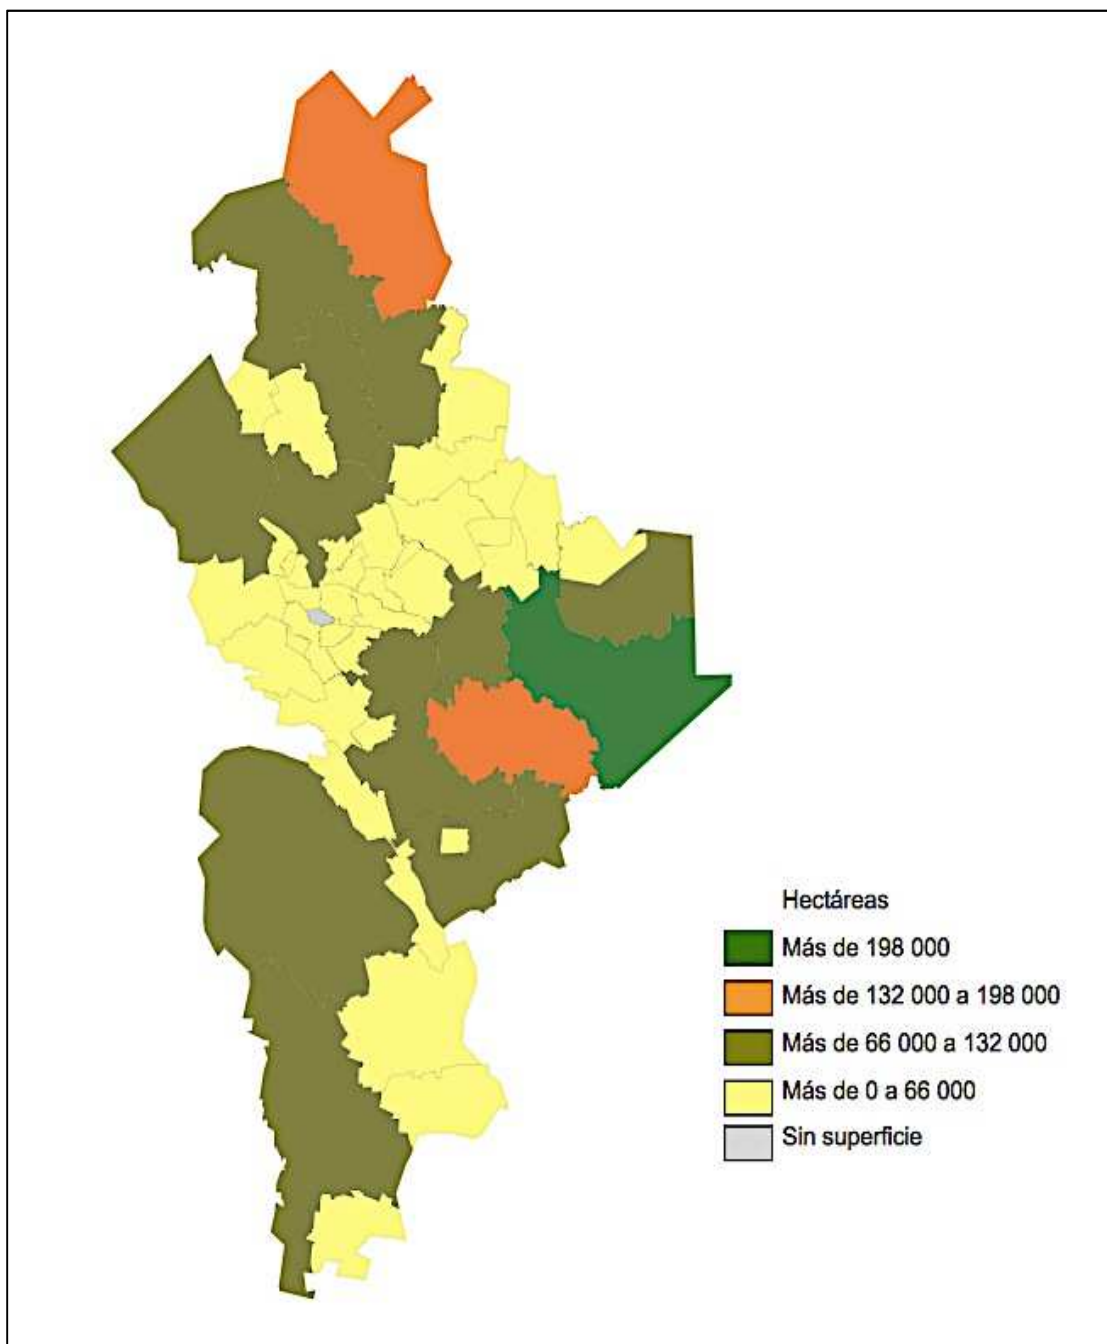 Hectáreas
Más de 198 000
Más de 132 000 a 198 000
Más de 66 000 a 132 000
Más de 0 a 66 000
Sin superficie